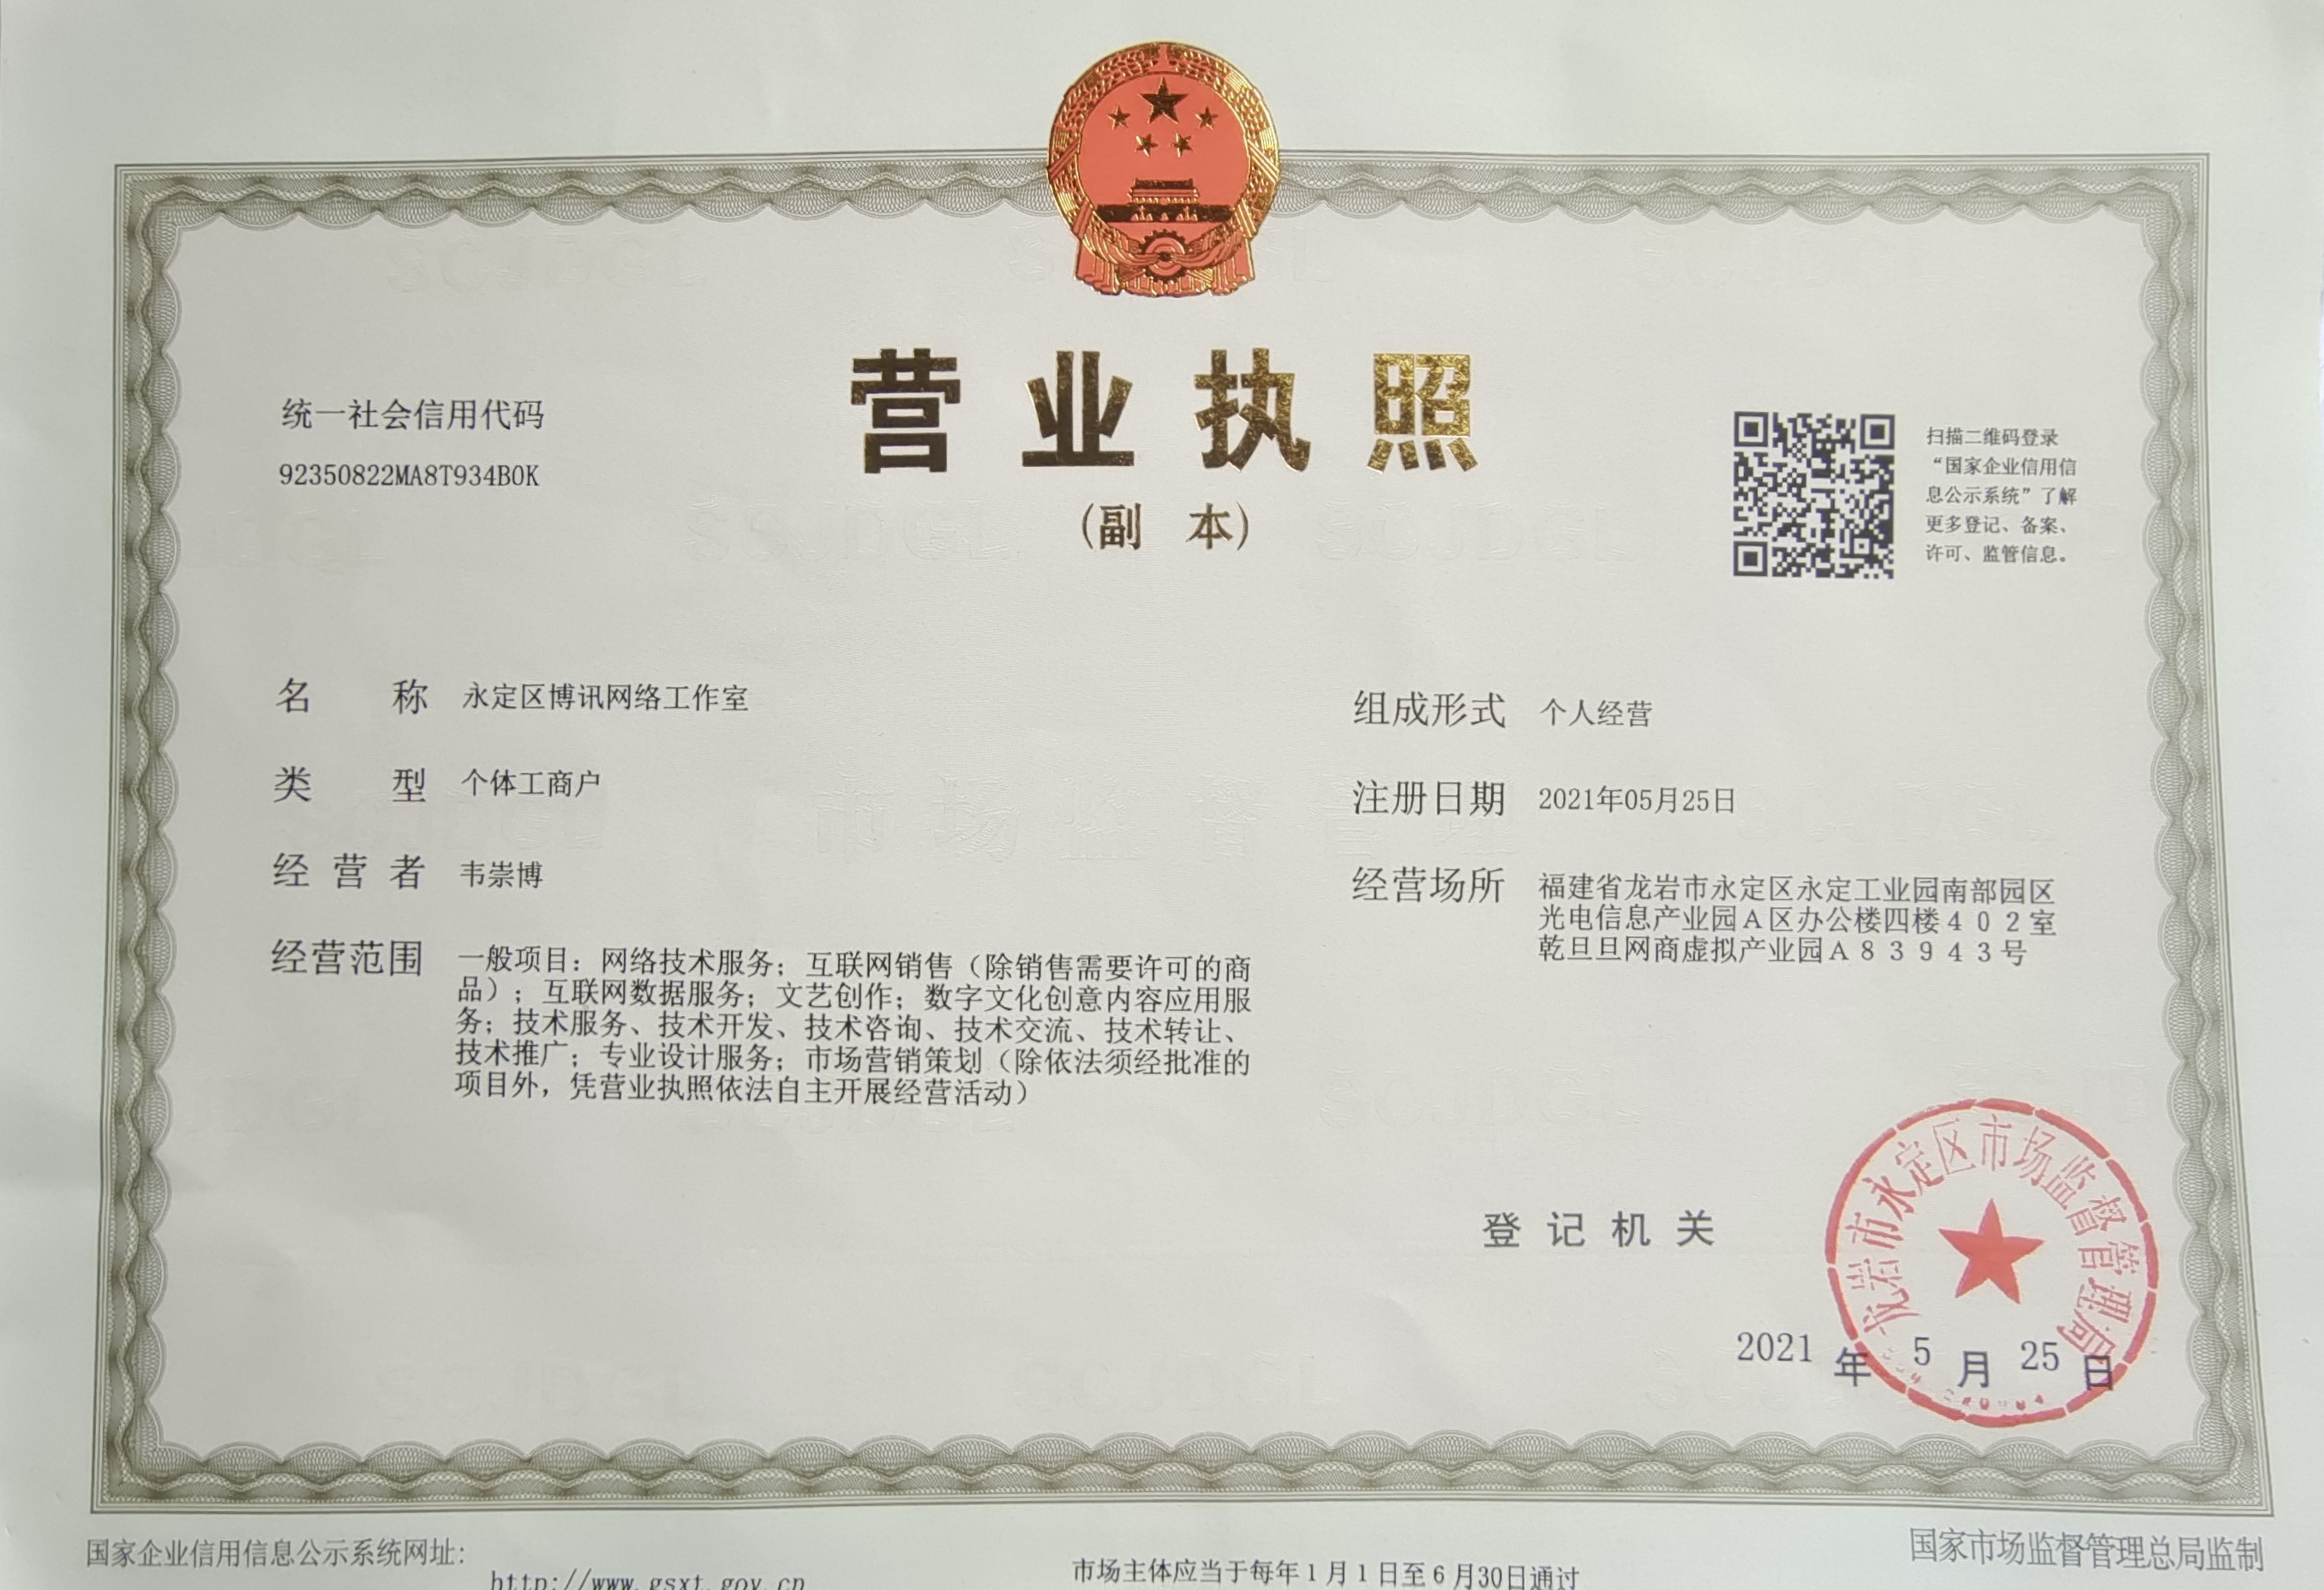 营业执照
(副 本)
统一社会信用代码
92350822MA8T934B0K
扫描二维码登录
“国家企业信用信
息公示系统”了解
更多登记、备案、
许可、监管信息。
名 称 永定区博讯网络工作室
类 型 个体工商户
经营者 韦崇博
经营范围 一般项目：网络技术服务；互联网销售（除销售需要许可的商
品）；互联网数据服务；文艺创作；数字文化创意内容应用服
务；技术服务、技术开发、技术咨询、技术交流、技术转让、
技术推广；专业设计服务；市场营销策划（除依法须经批准的
项目外，凭营业执照依法自主开展经营活动）
组成形式 个人经营
注册日期 2021年05月25日
经营场所 福建省龙岩市永定区永定工业园南部园区
光电信息产业园A区办公楼四楼402室
乾旦旦网商虚拟产业园A83943号
登记机关
龙岩市永定区市场监督管理局
2021 年 5 月 25 日
国家企业信用信息公示系统网址：
http://www.gsxt.gov.cn
市场主体应当于每年1月1日至6月30日通过
国家市场监督管理总局监制